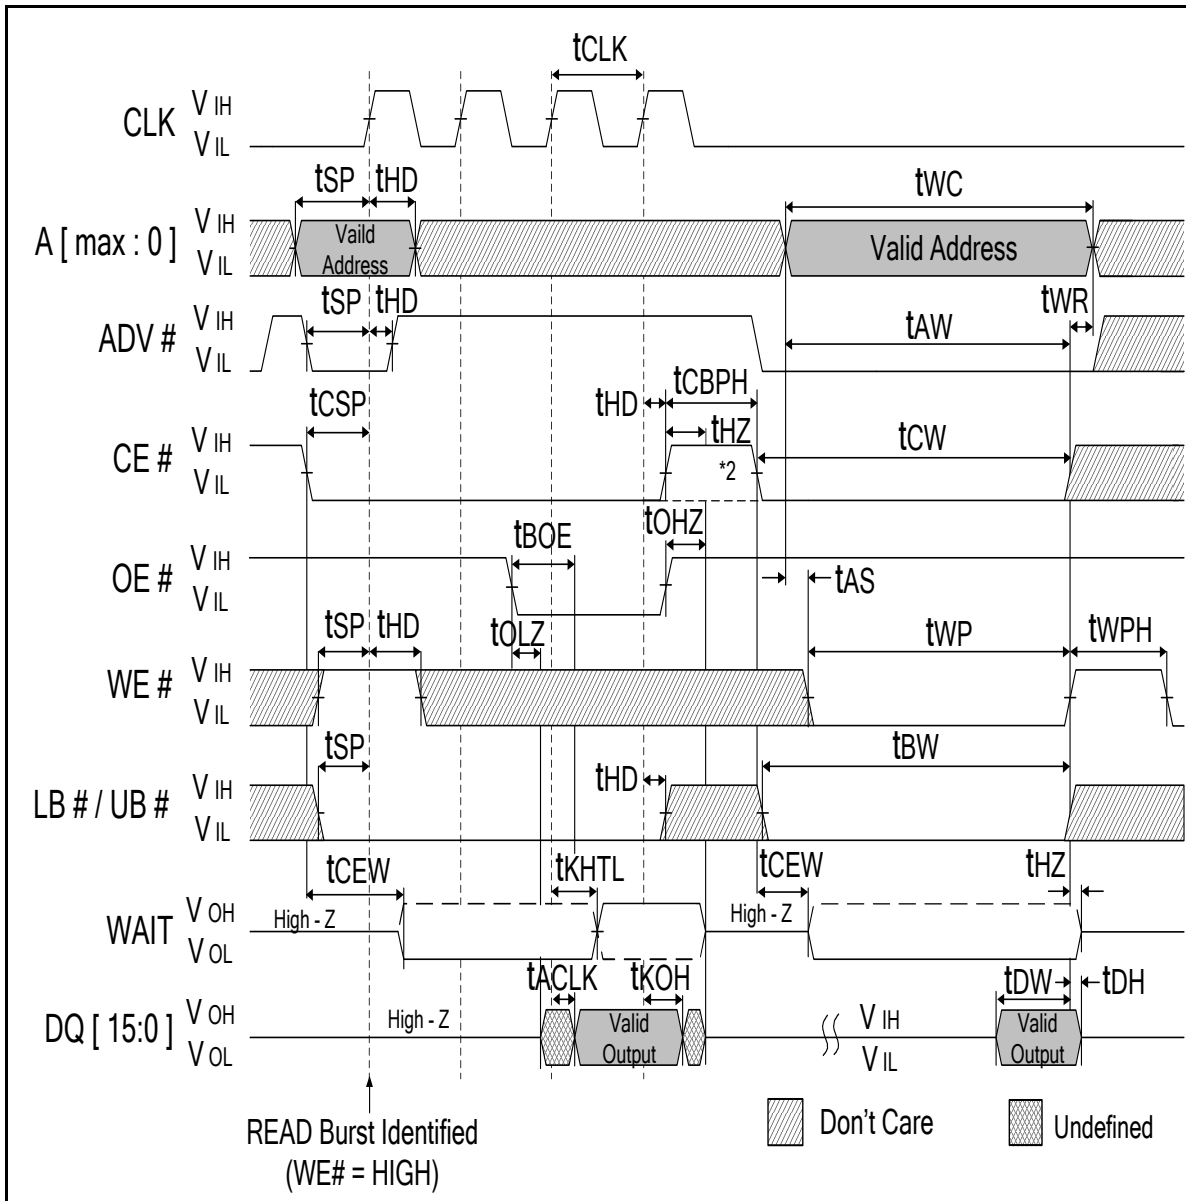 tCLK
CLK
V IH
V IL
tSP
tHD
tWC
A [ max : 0 ]
V IH
V IL
Vaild
Address
Valid Address
tSP
tHD
tWR
ADV #
V IH
V IL
tAW
tCSP
tHD
tCBPH
tHZ
*2
CE #
V IH
V IL
tCW
tBOE
tOHZ
OE #
V IH
V IL
tAS
tSP
tHD
tOLZ
tWP
tWPH
WE #
V IH
V IL
tSP
tHD
tBW
LB # / UB #
V IH
V IL
tCEW
tKHTL
tCEW
tHZ
WAIT
V OH
V OL
High - Z
High - Z
tACLK
tKOH
tDW
tDH
DQ [ 15:0 ]
V OH
V OL
High - Z
Valid
Output
V IH
V IL
Valid
Output
READ Burst Identified
(WE# = HIGH)
Don't Care
Undefined